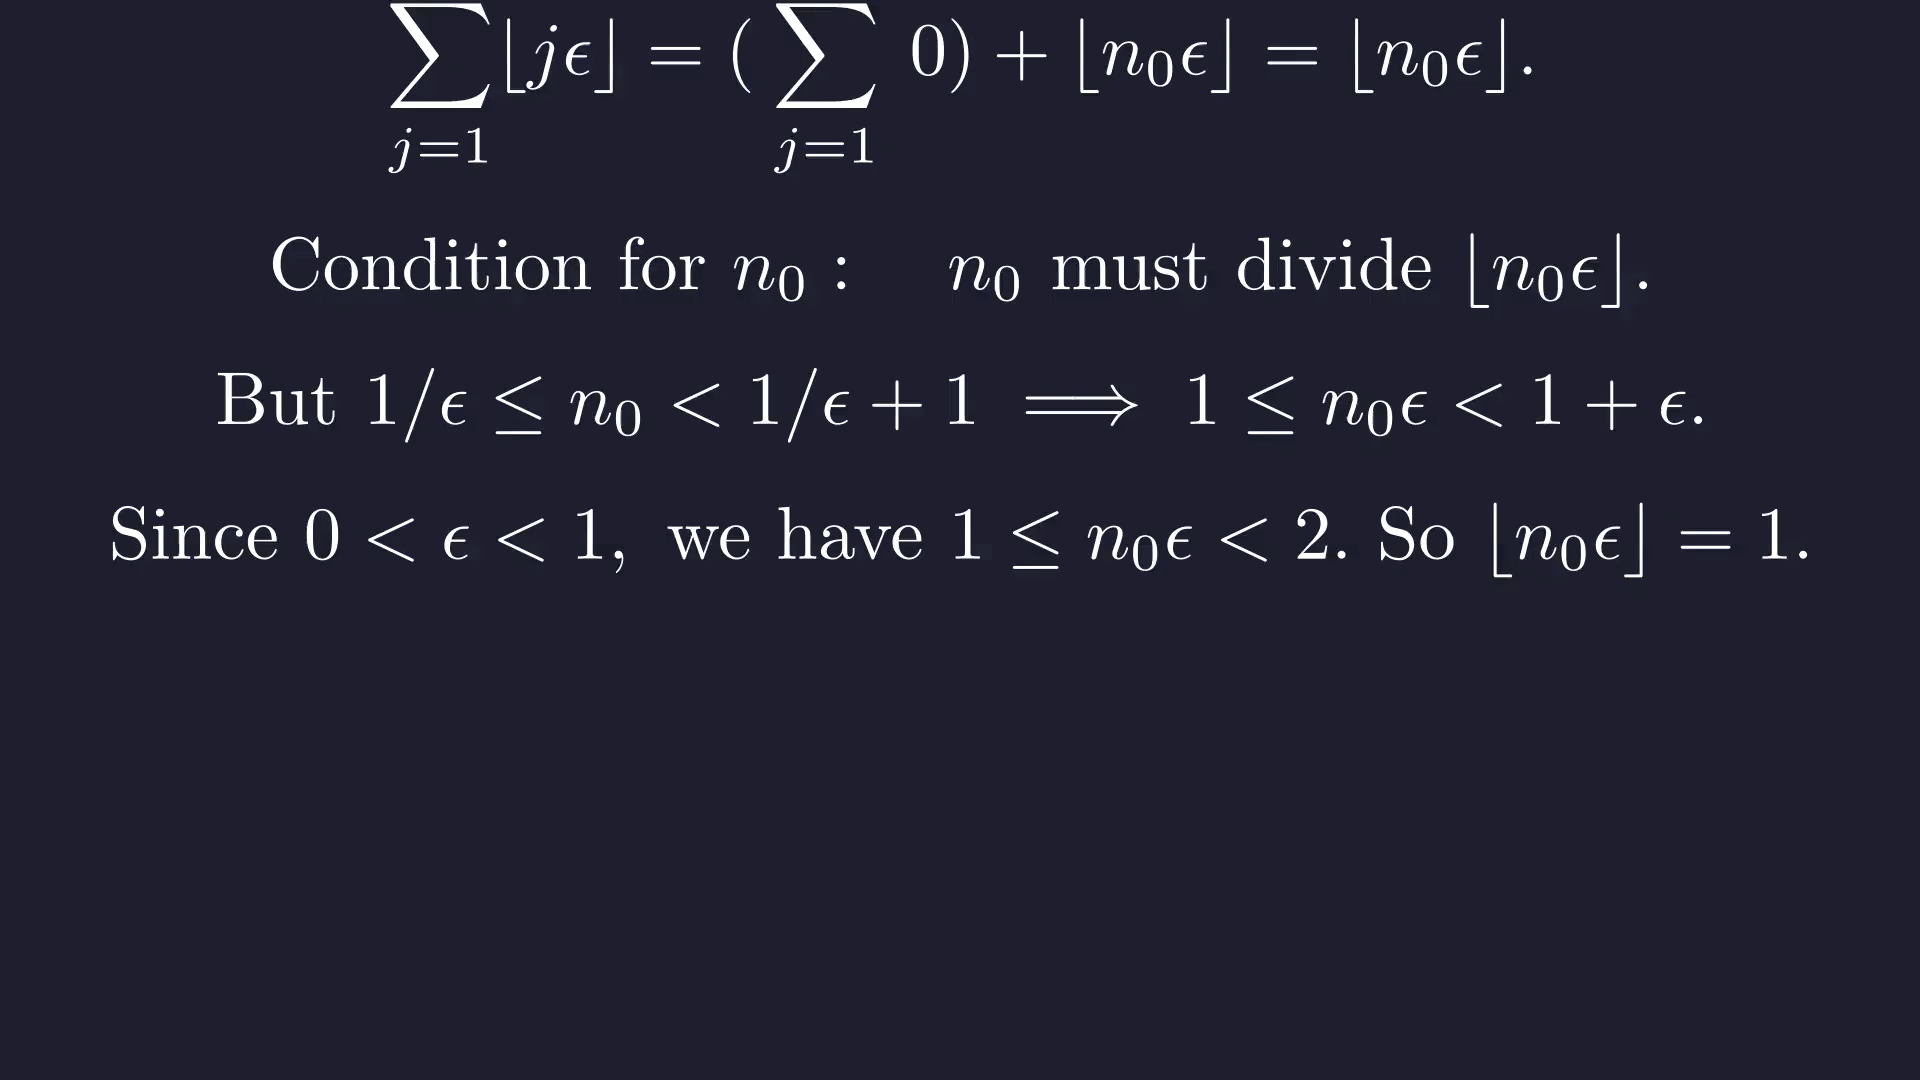 ∑_{j=1} ⌊jϵ⌋ = ( ∑_{j=1} 0) + ⌊n₀ϵ⌋ = ⌊n₀ϵ⌋.
Condition for n₀ : n₀ must divide ⌊n₀ϵ⌋.
But 1/ϵ ≤ n₀ < 1/ϵ + 1 ⟹ 1 ≤ n₀ϵ < 1 + ϵ.
Since 0 < ϵ < 1, we have 1 ≤ n₀ϵ < 2. So ⌊n₀ϵ⌋ = 1.